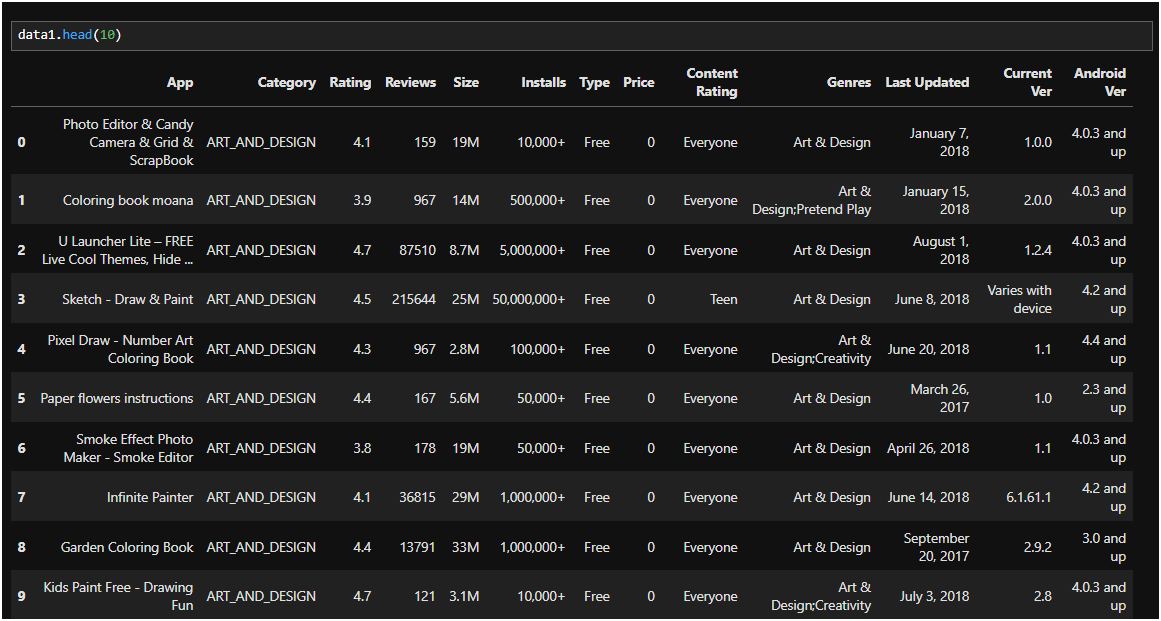 data1.head(10)
App Category Rating Reviews Size Installs Type Price Content Rating Genres Last Updated Current Ver Android Ver
0 Photo Editor & Candy Camera & Grid & ScrapBook ART_AND_DESIGN 4.1 159 19M 10,000+ Free 0 Everyone Art & Design January 7, 2018 1.0.0 4.0.3 and up
1 Coloring book moana ART_AND_DESIGN 3.9 967 14M 500,000+ Free 0 Everyone Art & Design;Pretend Play January 15, 2018 2.0.0 4.0.3 and up
2 U Launcher Lite – FREE Live Cool Themes, Hide ... ART_AND_DESIGN 4.7 87510 8.7M 5,000,000+ Free 0 Everyone Art & Design August 1, 2018 1.2.4 4.0.3 and up
3 Sketch - Draw & Paint ART_AND_DESIGN 4.5 215644 25M 50,000,000+ Free 0 Teen Art & Design June 8, 2018 Varies with device 4.2 and up
4 Pixel Draw - Number Art Coloring Book ART_AND_DESIGN 4.3 967 2.8M 100,000+ Free 0 Everyone Art & Design;Creativity June 20, 2018 1.1 4.4 and up
5 Paper flowers instructions ART_AND_DESIGN 4.4 167 5.6M 50,000+ Free 0 Everyone Art & Design March 26, 2017 1.0 2.3 and up
6 Smoke Effect Photo Maker - Smoke Editor ART_AND_DESIGN 3.8 178 19M 50,000+ Free 0 Everyone Art & Design April 26, 2018 1.1 4.0.3 and up
7 Infinite Painter ART_AND_DESIGN 4.1 36815 29M 1,000,000+ Free 0 Everyone Art & Design June 14, 2018 6.1.61.1 4.2 and up
8 Garden Coloring Book ART_AND_DESIGN 4.4 13791 33M 1,000,000+ Free 0 Everyone Art & Design September 20, 2017 2.9.2 3.0 and up
9 Kids Paint Free - Drawing Fun ART_AND_DESIGN 4.7 121 3.1M 10,000+ Free 0 Everyone Art & Design;Creativity July 3, 2018 2.8 4.0.3 and up